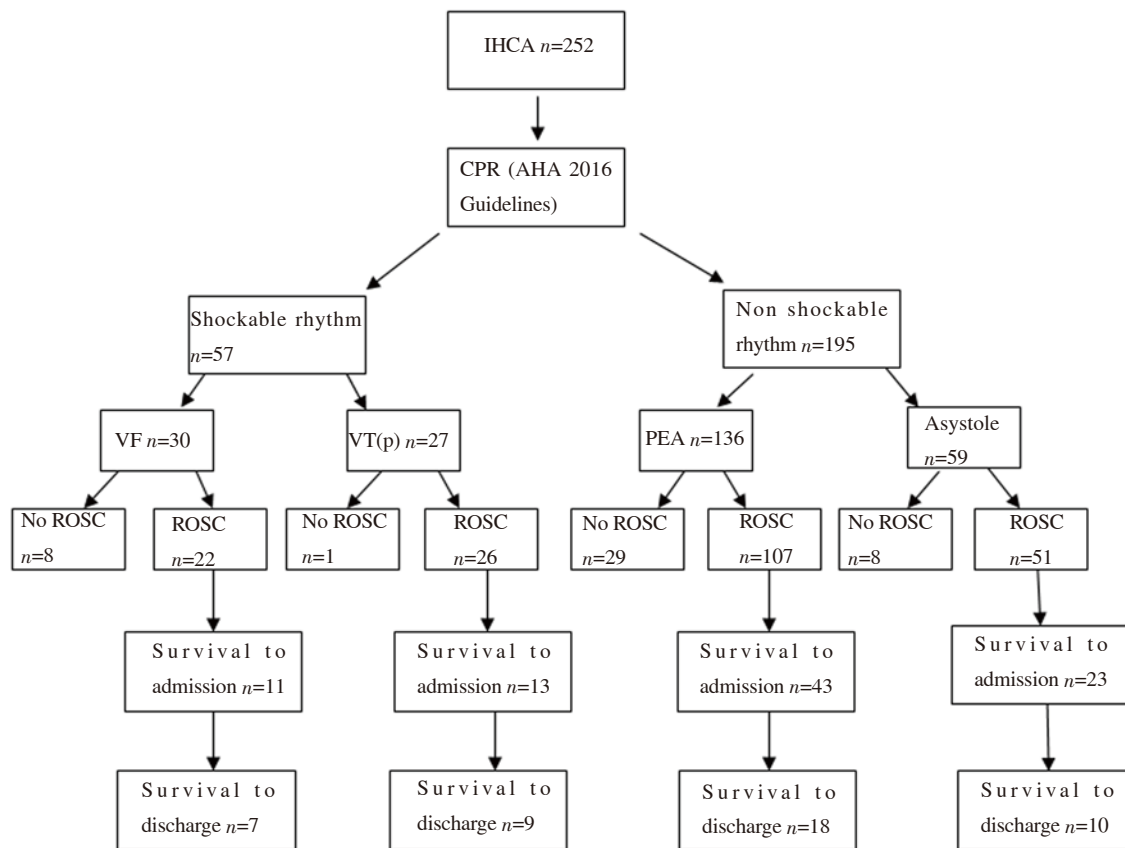 IHCA n=252
CPR (AHA 2016
Guidelines)
Shockable rhythm
n=57
Non shockable
rhythm n=195
VF n=30
VT(p) n=27
PEA n=136
Asystole
n=59
No ROSC
n=8
ROSC
n=22
No ROSC
n=1
ROSC
n=26
No ROSC
n=29
ROSC
n=107
No ROSC
n=8
ROSC
n=51
Survival to
admission n=11
Survival to
admission n=13
Survival to
admission n=43
Survival to
admission n=23
Survival to
discharge n=7
Survival to
discharge n=9
Survival to
discharge n=18
Survival to
discharge n=10